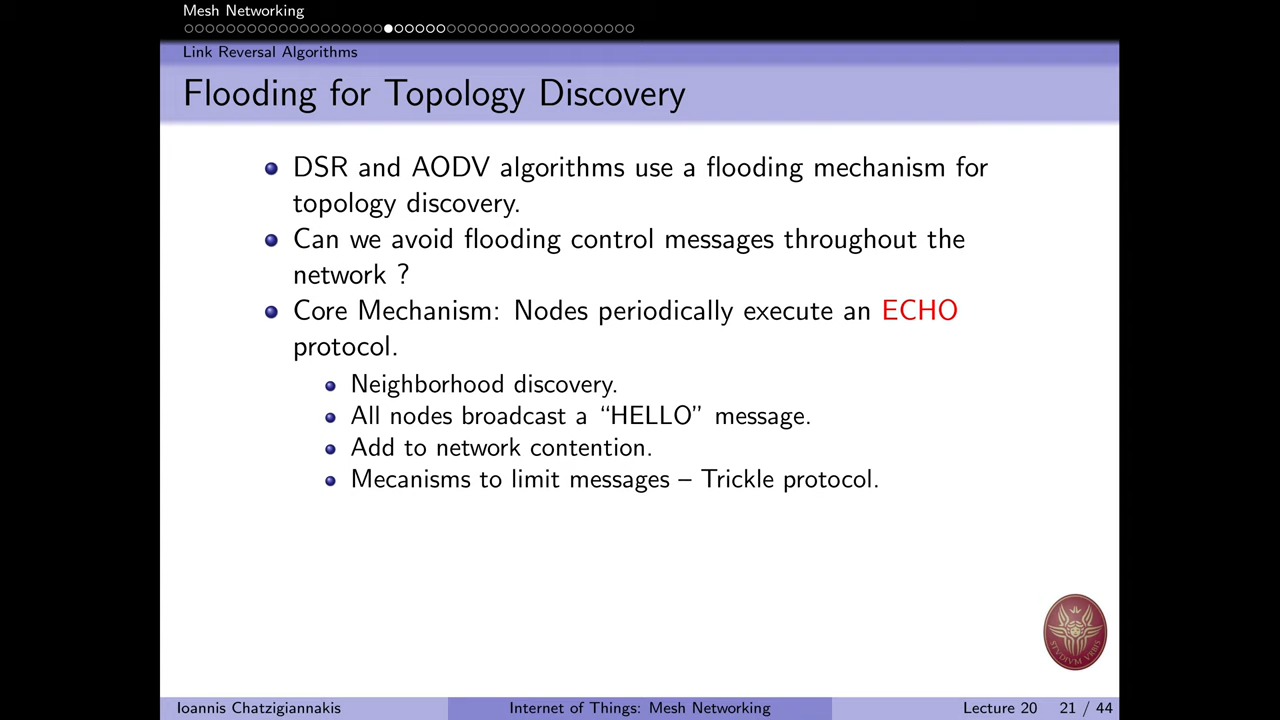 Mesh Networking
Link Reversal Algorithms
Flooding for Topology Discovery
DSR and AODV algorithms use a flooding mechanism for
topology discovery.
Can we avoid flooding control messages throughout the
network ?
Core Mechanism: Nodes periodically execute an ECHO
protocol.
Neighborhood discovery.
All nodes broadcast a “HELLO” message.
Add to network contention.
Mecanisms to limit messages – Trickle protocol.
STVDIVM VRBIS
Ioannis Chatzigiannakis
Internet of Things: Mesh Networking
Lecture 20
21 / 44